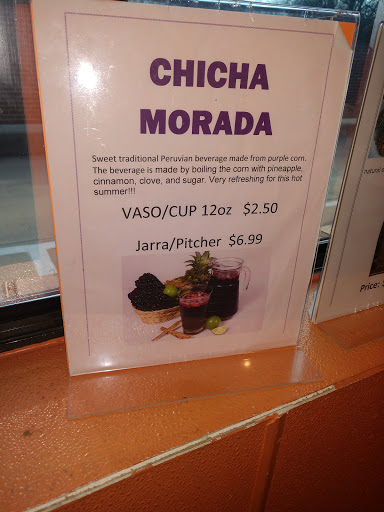 CHICHA
MORADA
Sweet traditional Peruvian beverage made from purple corn.
The beverage is made by boiling the corn with pineapple,
cinnamon, clove, and sugar. Very refreshing for this hot
summer!!!
VASO/CUP 12oz $2.50
Jarra/Pitcher $6.99
natural
Price: